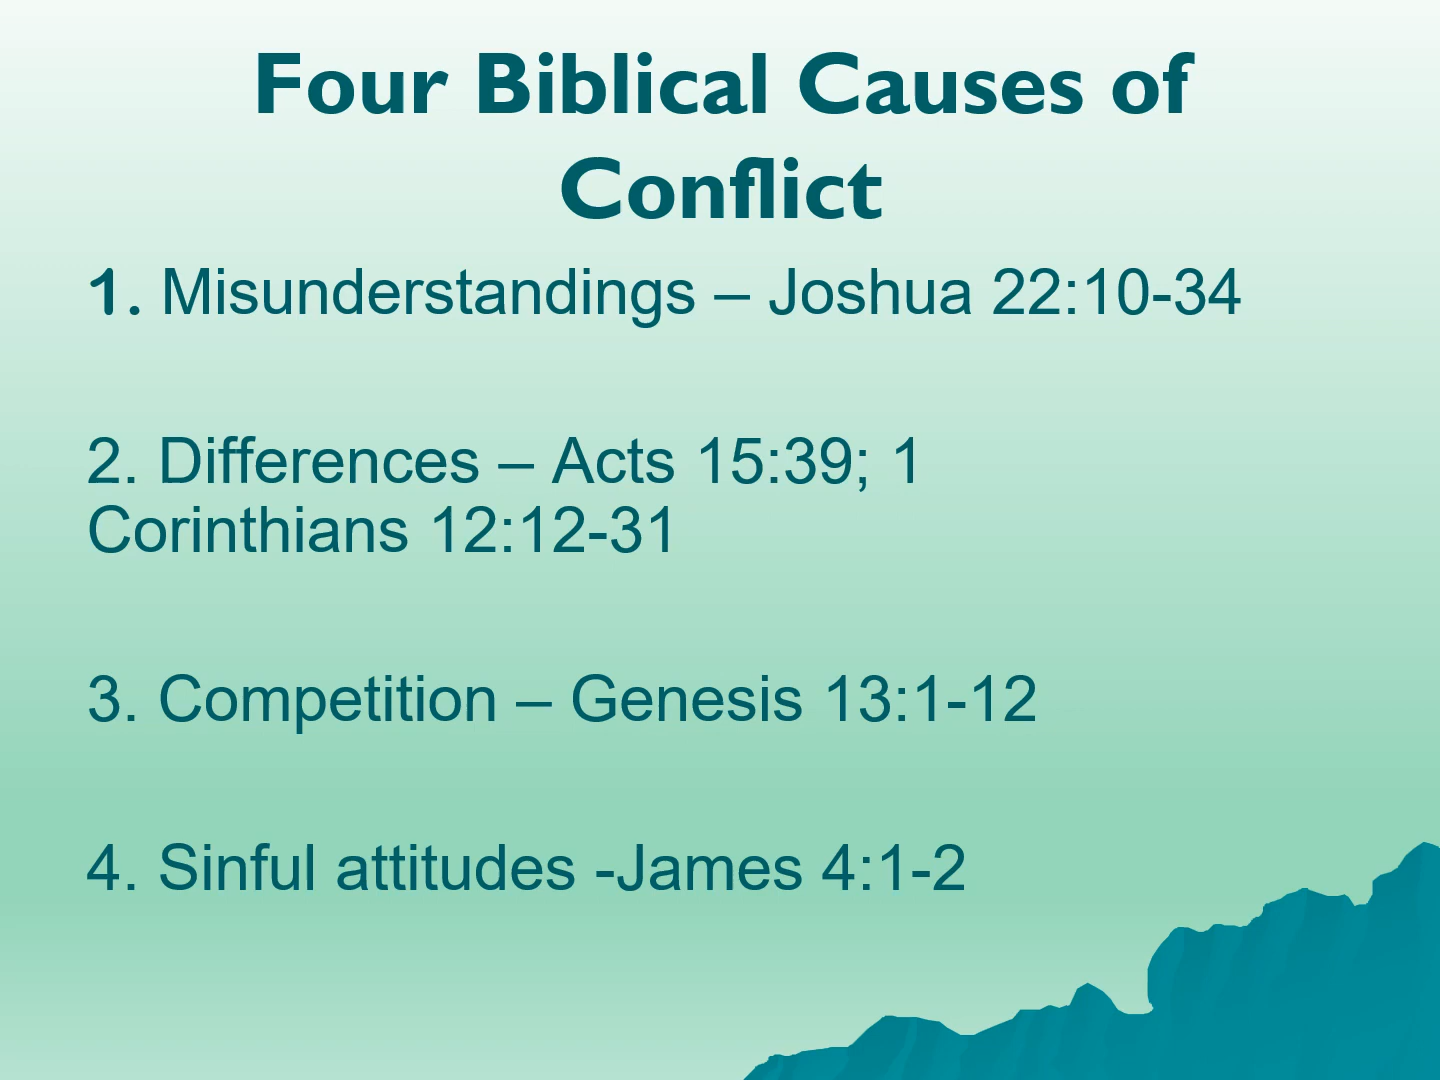 Four Biblical Causes of
Conflict
1. Misunderstandings – Joshua 22:10-34
2. Differences – Acts 15:39; 1
Corinthians 12:12-31
3. Competition – Genesis 13:1-12
4. Sinful attitudes -James 4:1-2